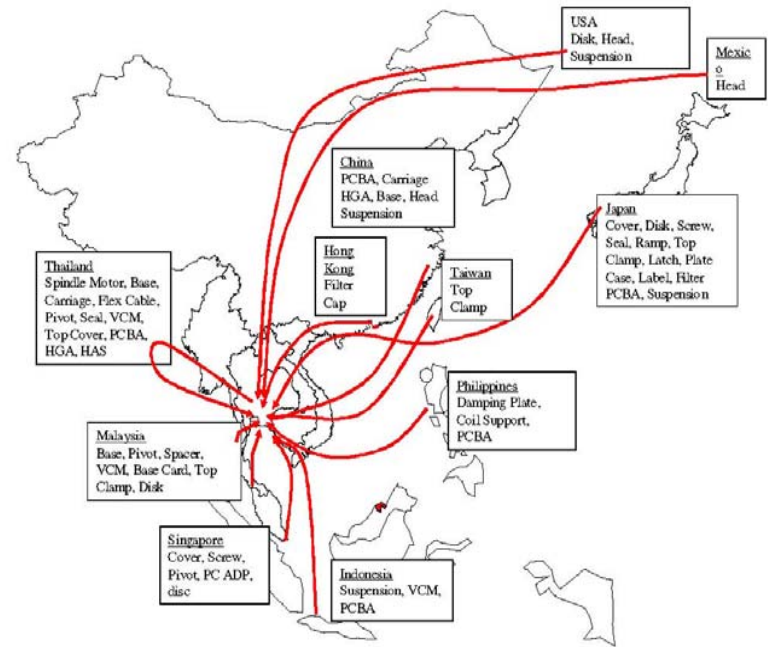 USA
Disk, Head,
Suspension
Mexic
o
Head
China
PCBA, Carriage
HGA, Base, Head
Suspension
Japan
Cover, Disk, Screw,
Seal, Ramp, Top
Clamp, Latch, Plate
Case, Label, Filter
PCBA, Suspension
Hong
Kong
Filter
Cap
Taiwan
Top
Clamp
Thailand
Spindle Motor, Base,
Carriage, Flex Cable,
Pivot, Seal, VCM,
Top Cover, PCBA,
HGA, HAS
Philippines
Damping Plate,
Coil Support,
PCBA
Malaysia
Base, Pivot, Spacer,
VCM, Base Card, Top
Clamp, Disk
Singapore
Cover, Screw,
Pivot, PC ADP,
disc
Indonesia
Suspension, VCM,
PCBA